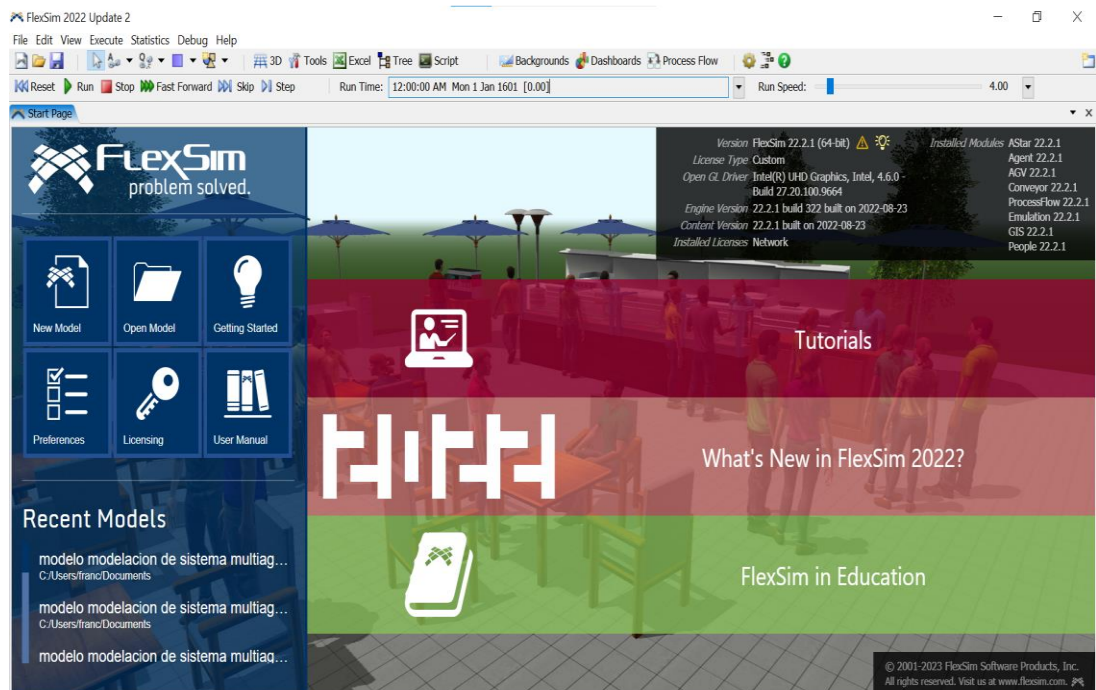 FlexSim 2022 Update 2
File Edit View Execute Statistics Debug Help
3D Tools Excel Tree Script Backgrounds Dashboards Process Flow
Reset Run Stop Fast Forward Skip Step Run Time: 12:00:00 AM Mon 1 Jan 1601 [0.00] Run Speed: 4.00
Start Page
FLEXSIM
problem solved.
New Model
Open Model
Getting Started
Preferences
Licensing
User Manual
Recent Models
modelo modelacion de sistema multiag...
C:/Users/franc/Documents
modelo modelacion de sistema multiag...
C:/Users/franc/Documents
modelo modelacion de sistema multiag...
Version FlexSim 22.2.1 (64-bit)
License Type Custom
Open GL Driver Intel(R) UHD Graphics, Intel, 4.6.0 -
Build 27.20.100.9664
Engine Version 22.2.1 build 322 built on 2022-08-23
Content Version 22.2.1 built on 2022-08-23
Installed Licenses Network
Installed Modules AStar 22.2.1
Agent 22.2.1
AGV 22.2.1
Conveyor 22.2.1
ProcessFlow 22.2.1
Emulation 22.2.1
GIS 22.2.1
People 22.2.1
Tutorials
What's New in FlexSim 2022?
FlexSim in Education
© 2001-2023 FlexSim Software Products, Inc.
All rights reserved. Visit us at www.flexsim.com.